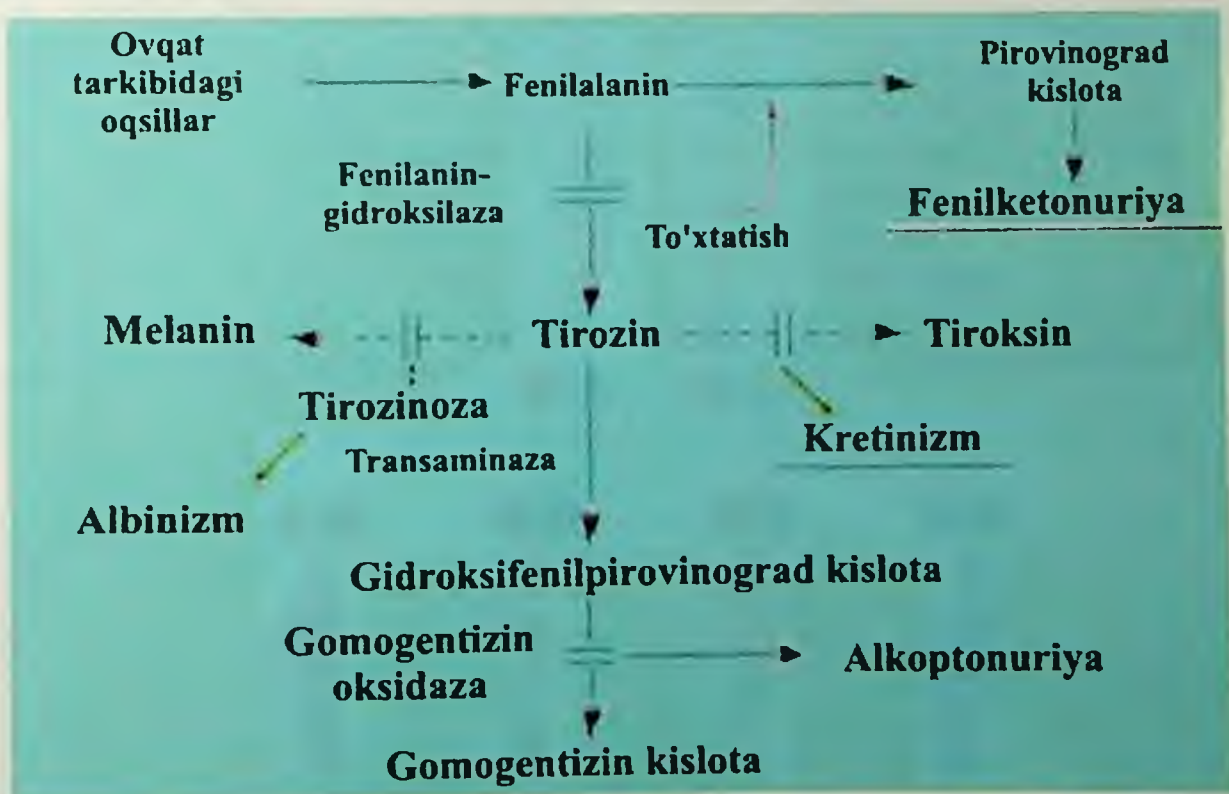 Ovqat
tarkibidagi
oqsillar
Fenilalanin
Pirovinograd
kislota
Fenilanin-
gidroksilaza
To'xtatish
Fenilketonuriya
Melanin
Tirozin
Tiroksin
Tirozinoza
Transaminaza
Kretinizm
Albinizm
Gidroksifenilpirovinograd kislota
Gomogentizin
oksidaza
Alkoptonuriya
Gomogentizin kislota